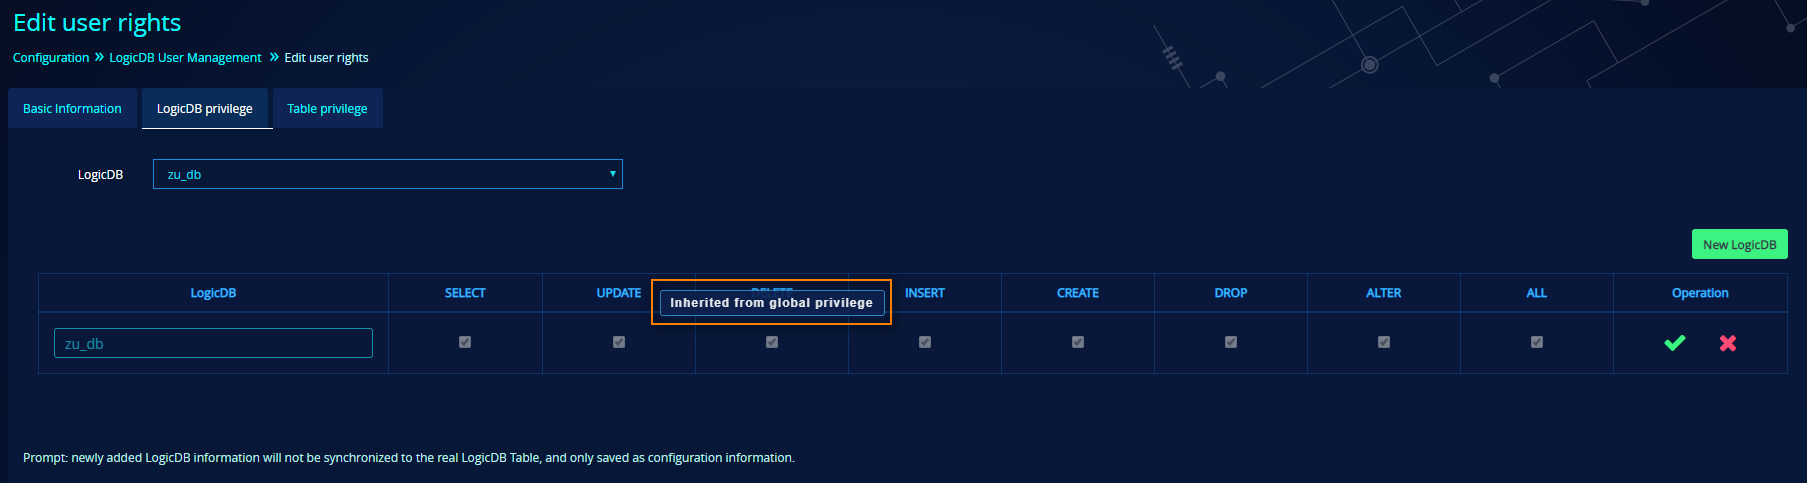 Edit user rights
Configuration » LogicDB User Management » Edit user rights
Basic Information LogicDB privilege Table privilege
LogicDB zu_db
New LogicDB
LogicDB SELECT UPDATE DELETE INSERT CREATE DROP ALTER ALL Operation
Inherited from global privilege
zu_db
Prompt: newly added LogicDB information will not be synchronized to the real LogicDB Table, and only saved as configuration information.